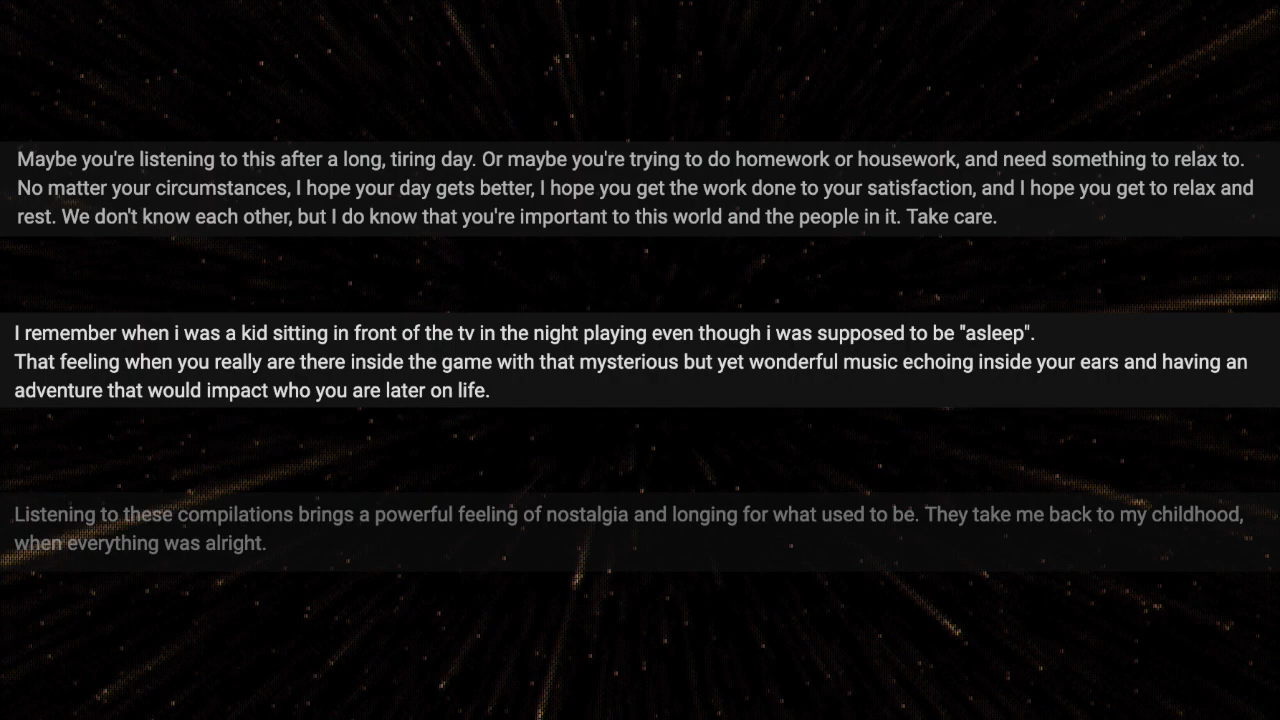 Maybe you're listening to this after a long, tiring day. Or maybe you're trying to do homework or housework, and need something to relax to.
No matter your circumstances, I hope your day gets better, I hope you get the work done to your satisfaction, and I hope you get to relax and
rest. We don't know each other, but I do know that you're important to this world and the people in it. Take care.
I remember when i was a kid sitting in front of the tv in the night playing even though i was supposed to be "asleep".
That feeling when you really are there inside the game with that mysterious but yet wonderful music echoing inside your ears and having an
adventure that would impact who you are later on life.
Listening to these compilations brings a powerful feeling of nostalgia and longing for what used to be. They take me back to my childhood,
when everything was alright.